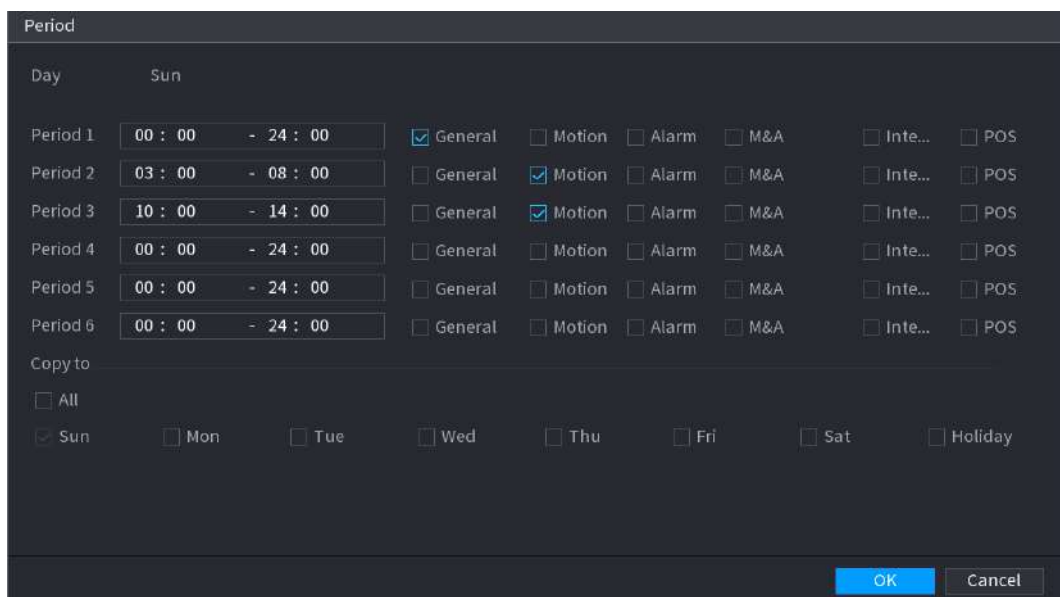 Period
Day Sun
Period 1 00 : 00 - 24 : 00 General Motion Alarm M&A Inte... POS
Period 2 03 : 00 - 08 : 00 General Motion Alarm M&A Inte... POS
Period 3 10 : 00 - 14 : 00 General Motion Alarm M&A Inte... POS
Period 4 00 : 00 - 24 : 00 General Motion Alarm M&A Inte... POS
Period 5 00 : 00 - 24 : 00 General Motion Alarm M&A Inte... POS
Period 6 00 : 00 - 24 : 00 General Motion Alarm M&A Inte... POS
Copy to
All
Sun Mon Tue Wed Thu Fri Sat Holiday
OK Cancel